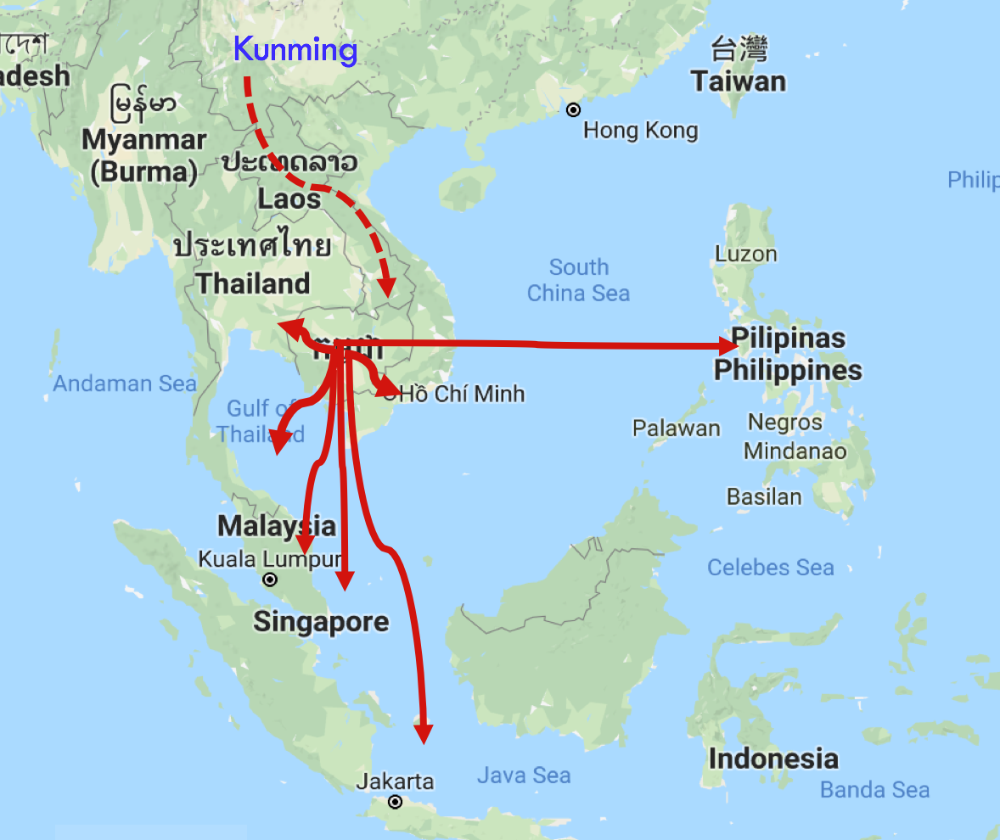 Kunming
台灣
Taiwan
adesh
မြန်မာ
Myanmar
(Burma)
Hong Kong
ປະເທດລາວ
Laos
Philip
ประเทศไทย
Thailand
Luzon
South
China Sea
Pilipinas
Philippines
Andaman Sea
Hồ Chí Minh
Gulf of
Thailand
Palawan
Negros
Mindanao
Basilan
Malaysia
Kuala Lumpur
Celebes Sea
Singapore
Indonesia
Jakarta
Java Sea
Banda Sea